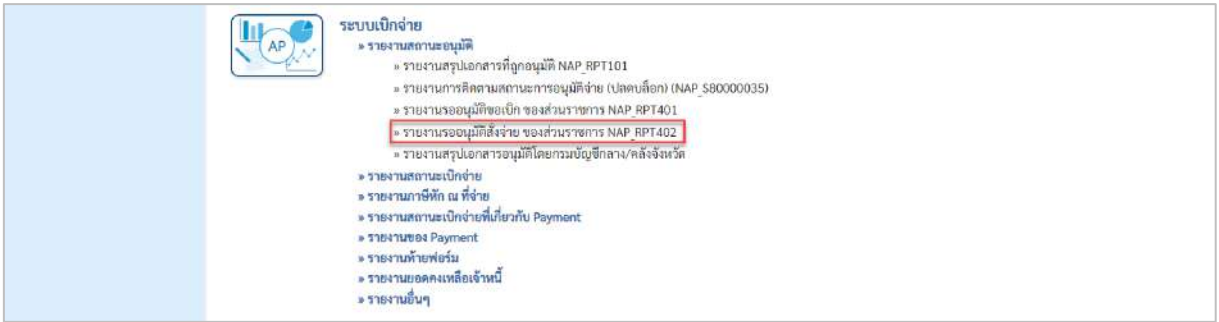 AP
ระบบเบิกจ่าย
» รายงานสถานะอนุมัติ
» รายงานสรุปเอกสารที่ถูกอนุมัติ NAP_RPT101
» รายงานการติดตามสถานะการอนุมัติจ่าย (ปลดบล็อก) (NAP_S80000035)
» รายงานรออนุมัติขอเบิก ของส่วนราชการ NAP_RPT401
» รายงานรออนุมัติสั่งจ่าย ของส่วนราชการ NAP_RPT402
» รายงานสรุปเอกสารอนุมัติโดยกรมบัญชีกลาง/คลังจังหวัด
» รายงานสถานะเบิกจ่าย
» รายงานภาษีหัก ณ ที่จ่าย
» รายงานสถานะเบิกจ่ายที่เกี่ยวกับ Payment
» รายงานของ Payment
» รายงานท้ายฟอร์ม
» รายงานยอดคงเหลือเจ้าหนี้
» รายงานอื่นๆ